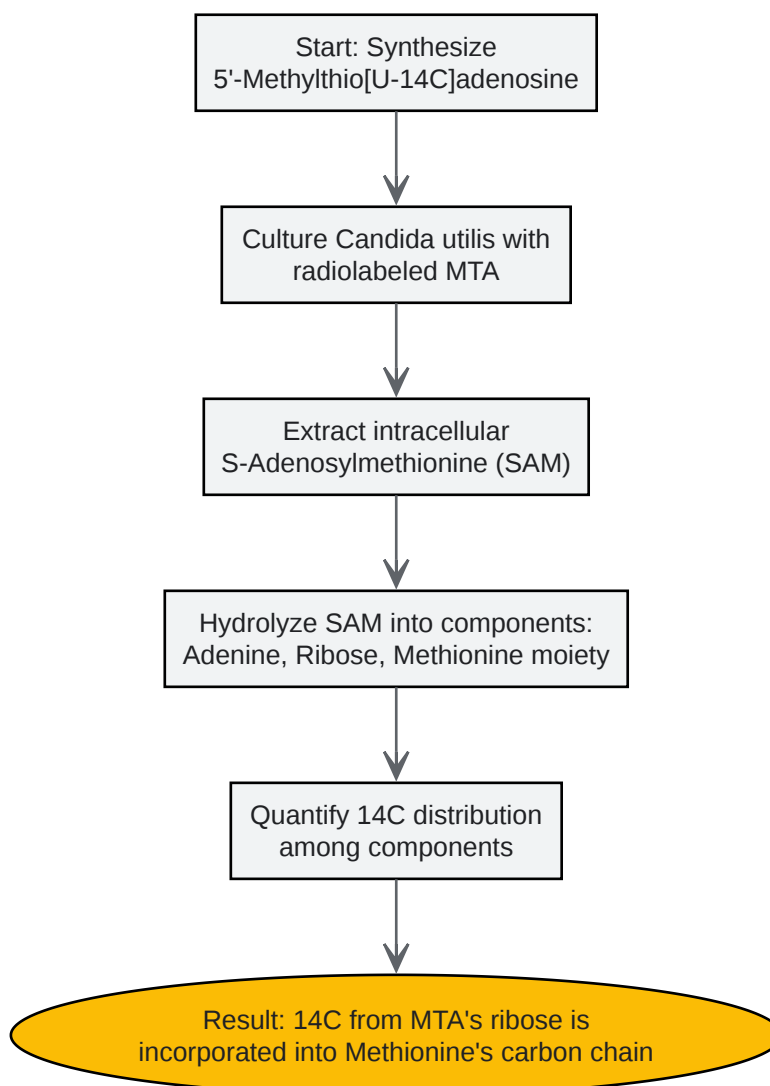 Start: Synthesize
5'-Methylthio[U-14C]adenosine
Culture Candida utilis with
radiolabeled MTA
Extract intracellular
S-Adenosylmethionine (SAM)
Hydrolyze SAM into components:
Adenine, Ribose, Methionine moiety
Quantify 14C distribution
among components
Result: 14C from MTA's ribose is
incorporated into Methionine's carbon chain